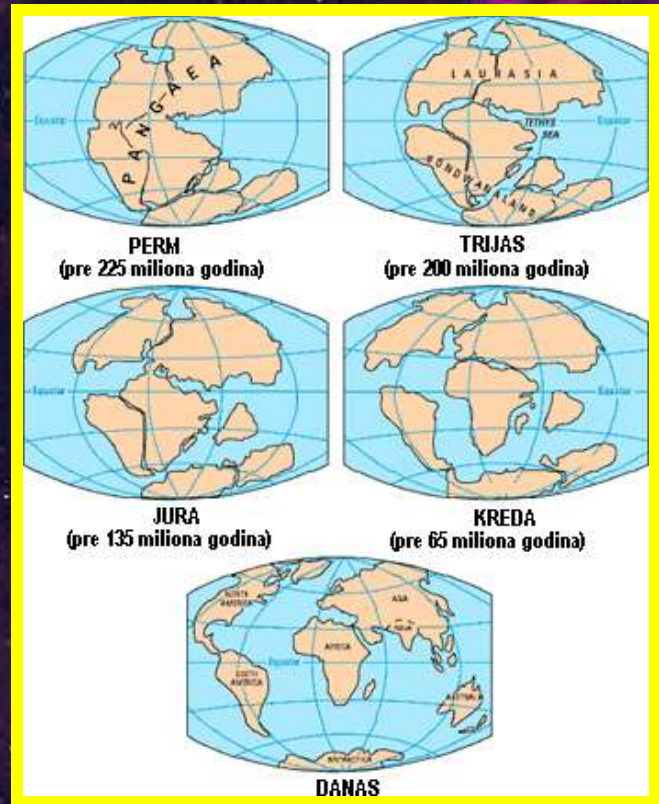 Equator
PANGAEA
PERM
(pre 225 miliona godina)
LAURASIA
TETHYS
SEA
Equator
GONDWANALAND
TRIJAS
(pre 200 miliona godina)
Equator
JURA
(pre 135 miliona godina)
Equator
KREDA
(pre 65 miliona godina)
NORTH
AMERICA
ASIA
INDIA
AFRICA
Equator
SOUTH
AMERICA
AUSTRALIA
ANTARCTICA
DANAS